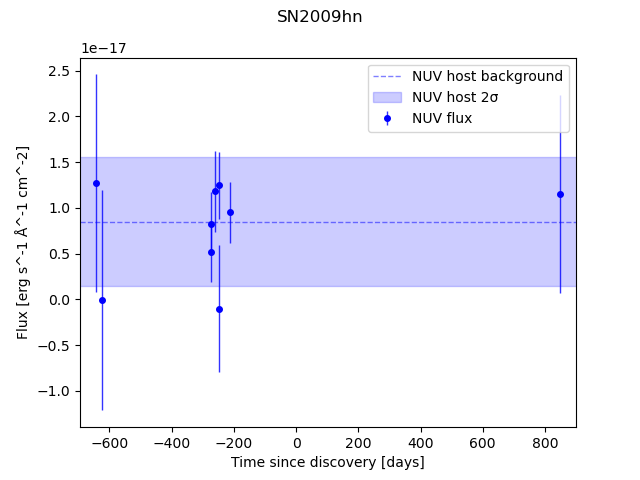 SN2009hn
1e−17
2.5
2.0
1.5
1.0
0.5
0.0
−0.5
−1.0
Flux [erg s^-1 Å^-1 cm^-2]
NUV host background
NUV host 2σ
NUV flux
−600
−400
−200
0
200
400
600
800
Time since discovery [days]